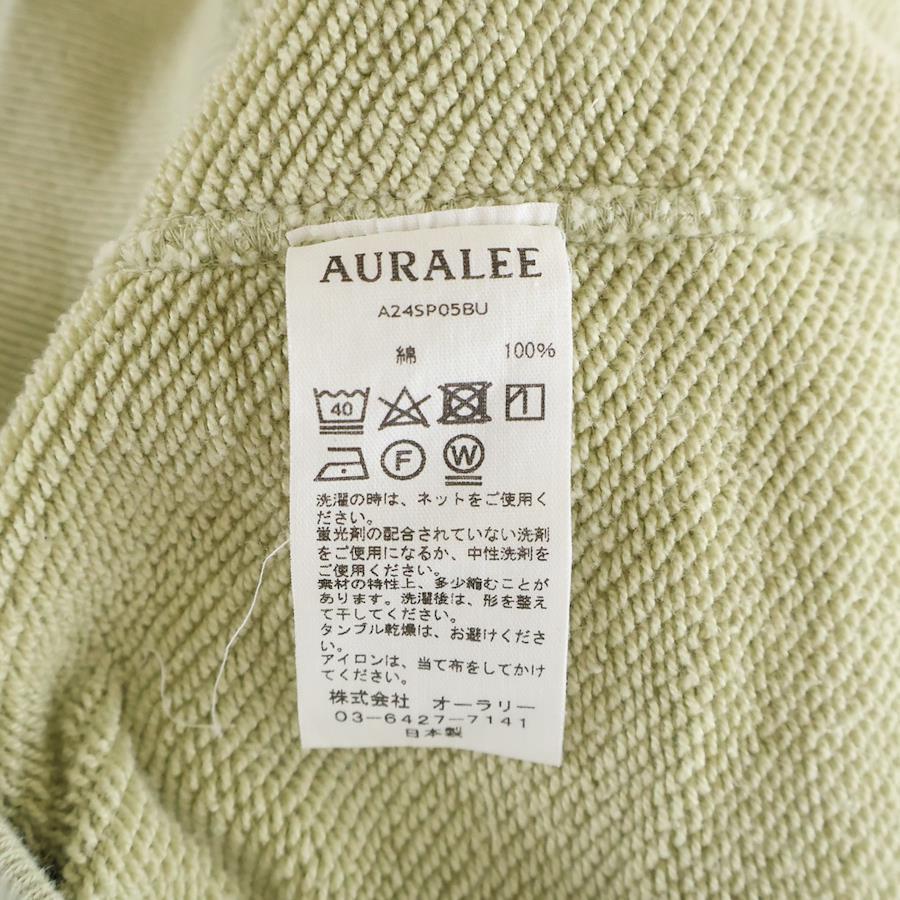 AURALEE
A24SP05BU
綿 100%
40
F W
洗濯の時は、ネットをご使用く
ださい。
蛍光剤の配合されていない洗剤
をご使用になるか、中性洗剤を
ご使用ください。
素材の特性上、多少縮むことが
あります。洗濯後は、形を整え
て干してください。
タンブル乾燥は、お避けくださ
い。
アイロンは、当て布をしてかけ
てください。
株式会社 オーラリー
03-6427-7141
日本製